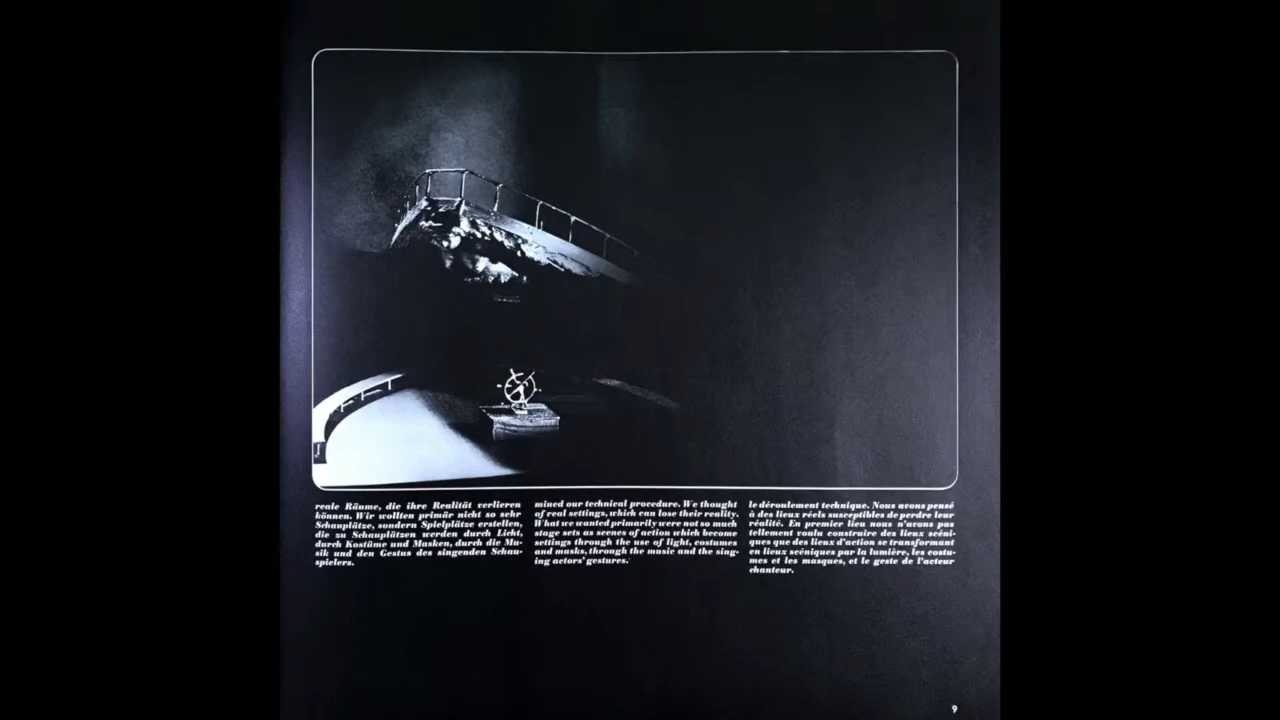 reale Räume, die ihre Realität verlieren
können. Wir wollten primär nicht so sehr
Schauplätze, sondern Spielplätze erstellen,
die zu Schauplätzen werden durch Licht,
durch Kostüme und Masken, durch die Mu-
sik und den Gestus des singenden Schau-
spielers.
mined our technical procedure. We thought
of real settings, which can lose their reality.
What we wanted primarily were not so much
stage sets as scenes of action which become
settings through the use of light, costumes
and masks, through the music and the sing-
ing actors' gestures.
le déroulement technique. Nous avons pensé
à des lieux réels susceptibles de perdre leur
réalité. En premier lieu nous n'avons pas
tellement voulu construire des lieux scéni-
ques que des lieux d'action se transformant
en lieux scéniques par la lumière, les costu-
mes et les masques, et le geste de l'acteur
chanteur.
9